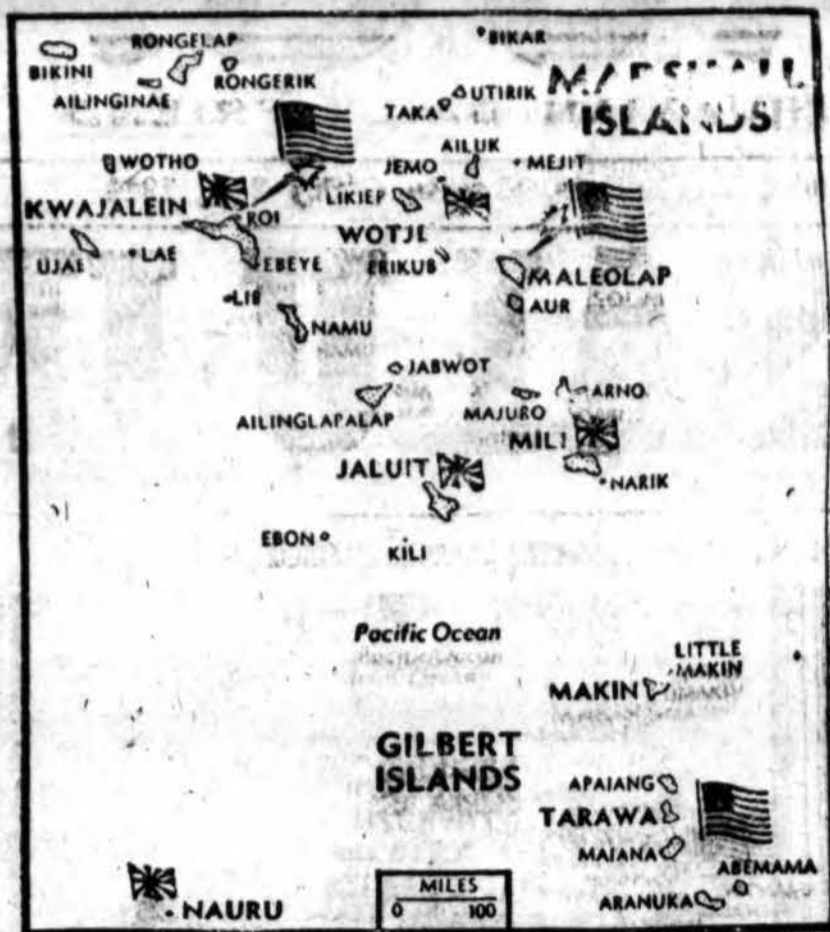 BIKAR
RONGELAP
BIKINI
RONGERIK
AILINGINAE
MARSHALL
ISLANDS
UTIRIK
TAKA
AILUK
MEJIT
JEMO
WOTHO
LIKIEP
KWAJALEIN
ROI
WOTJE
UJAE
LAE
EBEYE
ERIKUB
MALEOLAP
LIB
AUR
NAMU
JABWOT
AILINGLAPALAP
MAJURO
ARNO
MILI
JALUIT
NARIK
EBON
KILI
Pacific Ocean
LITTLE
MAKIN
MAKIN
GILBERT
ISLANDS
APAIANG
TARAWA
MAIANA
ABEMAMA
ARANUKA
NAURU
MILES
0 100